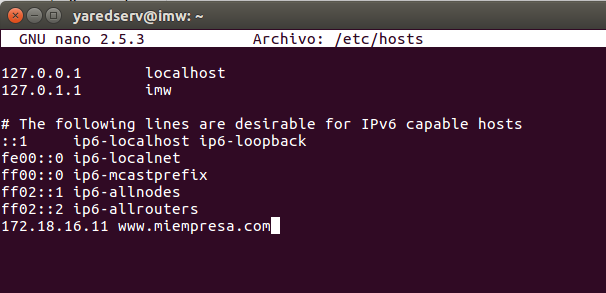 yaredserv@imw: ~
GNU nano 2.5.3 Archivo: /etc/hosts
127.0.0.1 localhost
127.0.1.1 imw
# The following lines are desirable for IPv6 capable hosts
::1 ip6-localhost ip6-loopback
fe00::0 ip6-localnet
ff00::0 ip6-mcastprefix
ff02::1 ip6-allnodes
ff02::2 ip6-allrouters
172.18.16.11 www.miempresa.com